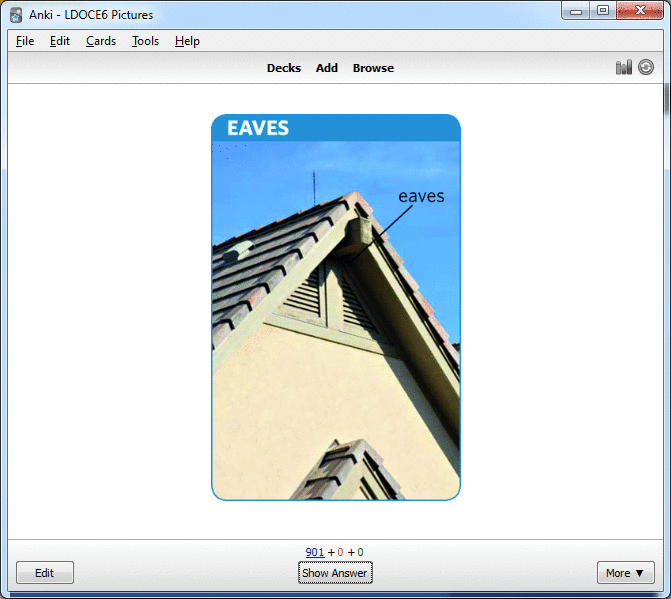 Anki - LDOCE6 Pictures
File Edit Cards Tools Help
Decks Add Browse
EAVES
eaves
901 + 0 + 0
Edit Show Answer More ▼